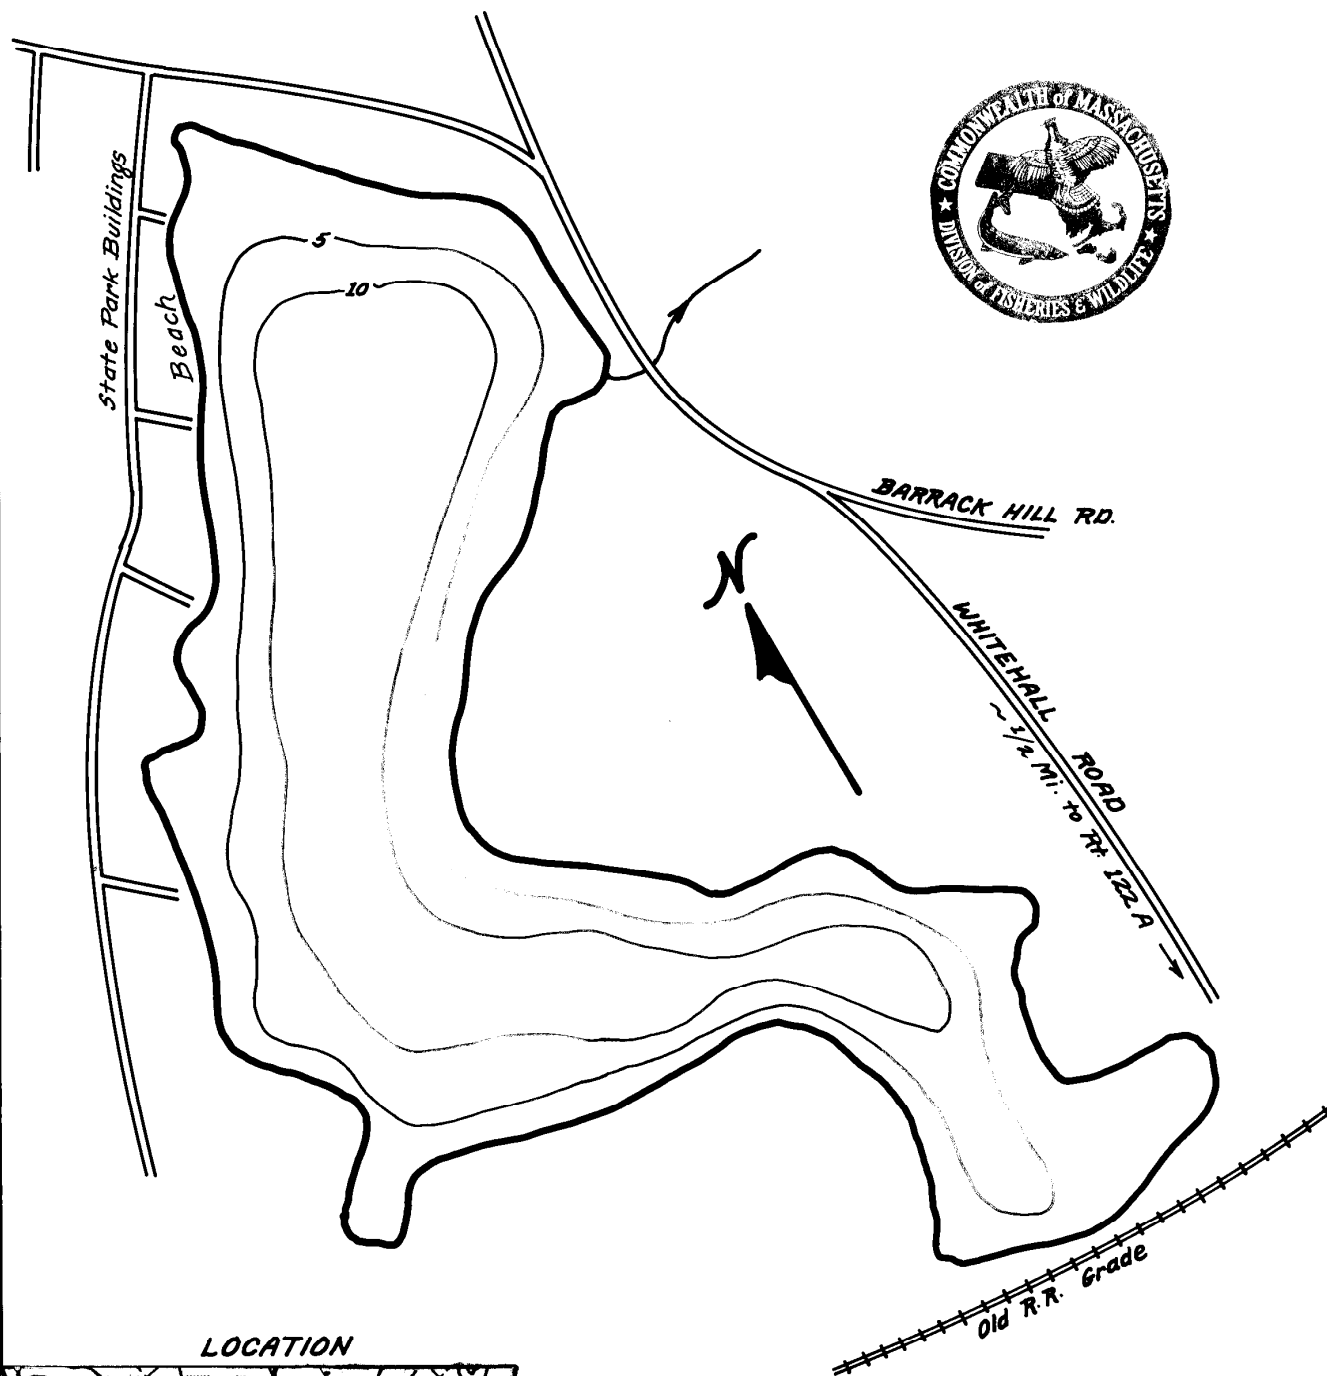 COMMONWEALTH of MASSACHUSETTS
★ DIVISION of FISHERIES & WILDLIFE ★
State Park Buildings
Beach
5
10
BARRACK HILL RD.
N
WHITEHALL ROAD
~ 1/2 Mi. to Rt. 122 A →
Old R.R. Grade
LOCATION